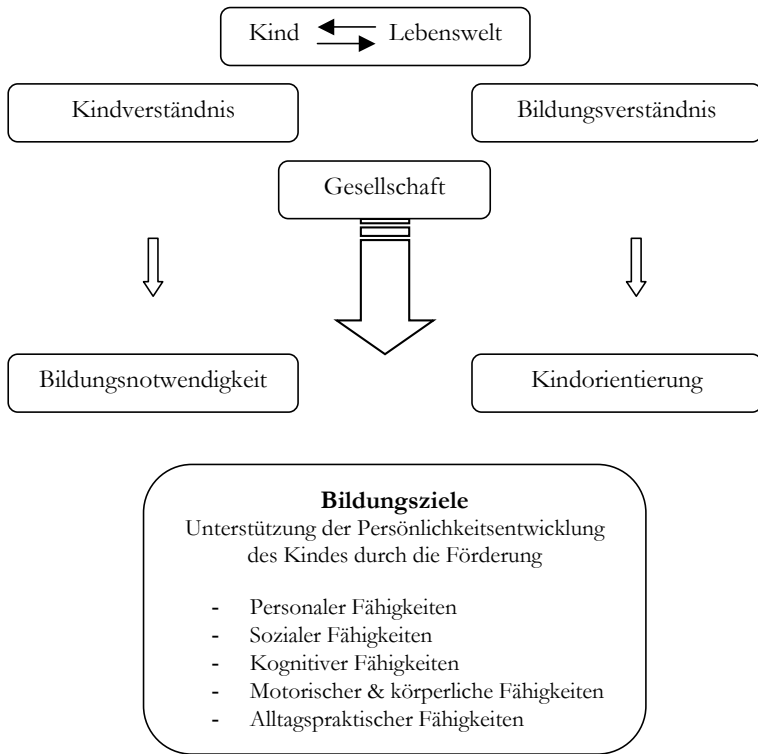 Kind Lebenswelt
Kindverständnis
Bildungsverständnis
Gesellschaft
Bildungsnotwendigkeit
Kindorientierung
Bildungsziele
Unterstützung der Persönlichkeitsentwicklung
des Kindes durch die Förderung
- Personaler Fähigkeiten
- Sozialer Fähigkeiten
- Kognitiver Fähigkeiten
- Motorischer & körperliche Fähigkeiten
- Alltagspraktischer Fähigkeiten